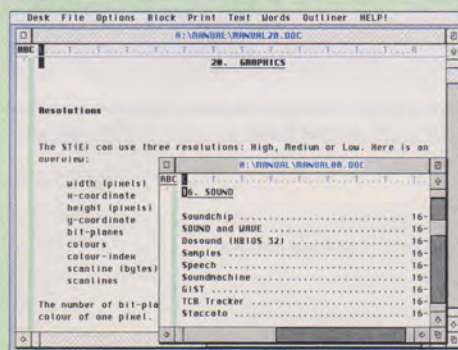 Desk File Options Block Print Text Words Outliner HELP!
A:\MANUAL\MANUAL20.DOC
ABC
20. GRAPHICS
Resolutions
The ST(E) can use three resolutions: High, Medium or Low. Here is an
overview:
width (pixels)
x-coordinate
height (pixels)
y-coordinate
bit-planes
colours
colour-index
scanline (bytes)
scanlines
The number of bit-pla
colour of one pixel.
A:\MANUAL\MANUAL00.DOC
ABC
6. SOUND
Soundchip .......................... 16-
SOUND and WAVE ..................... 16-
Dosound (XBIOS 32) ................. 16-
Samples ............................ 16-
Speech ............................. 16-
Soundmachine ....................... 16-
GIST ............................... 16-
TCB Tracker ........................ 16-
Staccato ........................... 16-